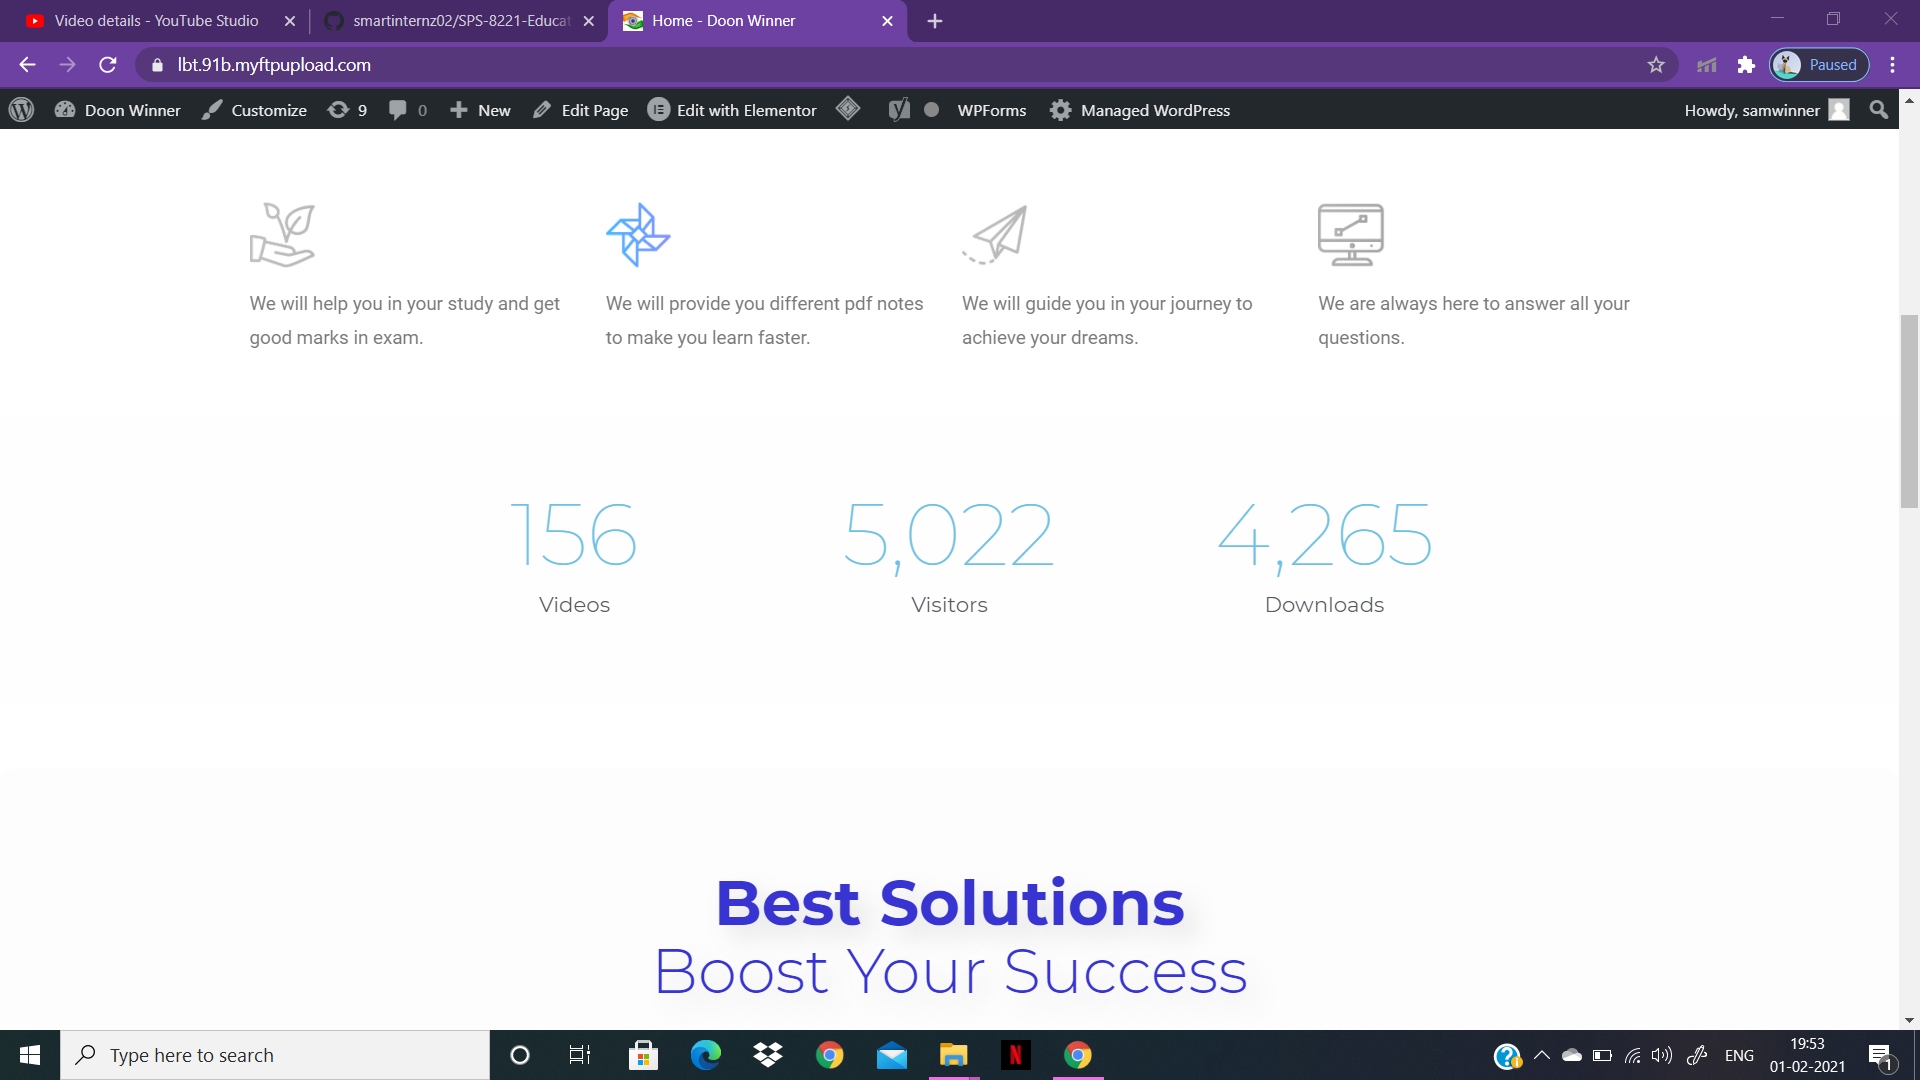 Video details - YouTube Studio
smartinternz02/SPS-8221-Educat
Home - Doon Winner
lbt.91b.myftpupload.com
Paused
Doon Winner
Customize
9
0
New
Edit Page
Edit with Elementor
WPForms
Managed WordPress
Howdy, samwinner
We will help you in your study and get
good marks in exam.
We will provide you different pdf notes
to make you learn faster.
We will guide you in your journey to
achieve your dreams.
We are always here to answer all your
questions.
156
Videos
5,022
Visitors
4,265
Downloads
Best Solutions
Boost Your Success
Type here to search
N
ENG
19:53
01-02-2021
1